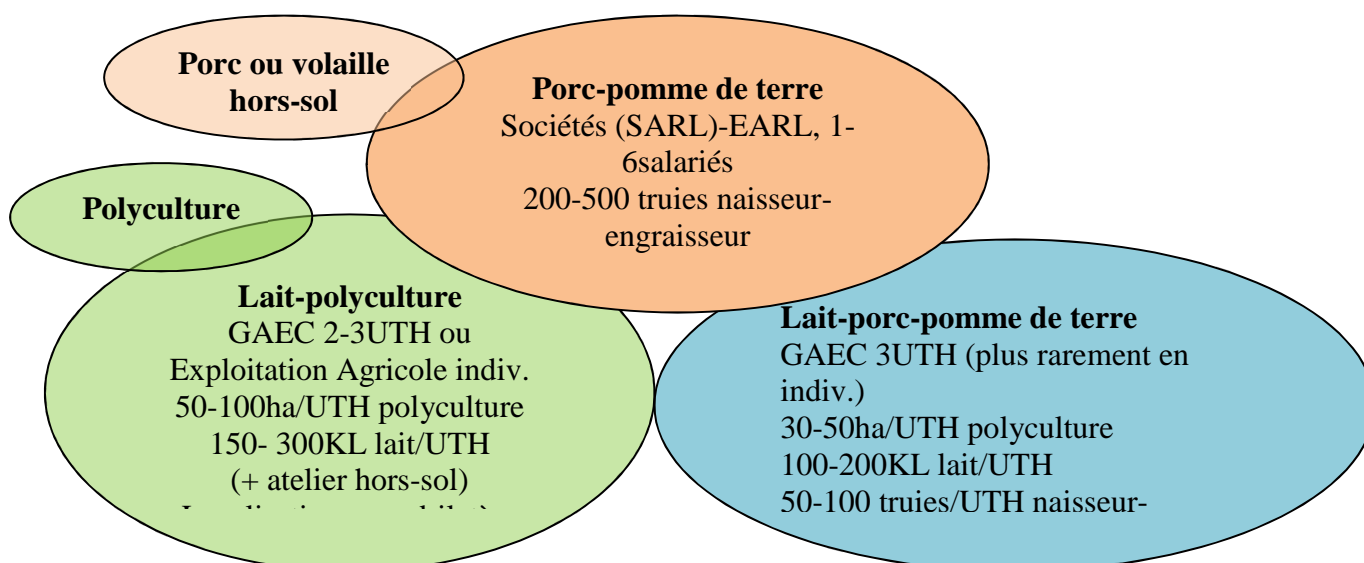 Porc ou volaille
hors-sol
Porc-pomme de terre
Sociétés (SARL)-EARL, 1-
6salariés
200-500 truies naisseur-
engraisseur
Polyculture
Lait-polyculture
GAEC 2-3UTH ou
Exploitation Agricole indiv.
50-100ha/UTH polyculture
150- 300KL lait/UTH
(+ atelier hors-sol)
Lait-porc-pomme de terre
GAEC 3UTH (plus rarement en
indiv.)
30-50ha/UTH polyculture
100-200KL lait/UTH
50-100 truies/UTH naisseur-